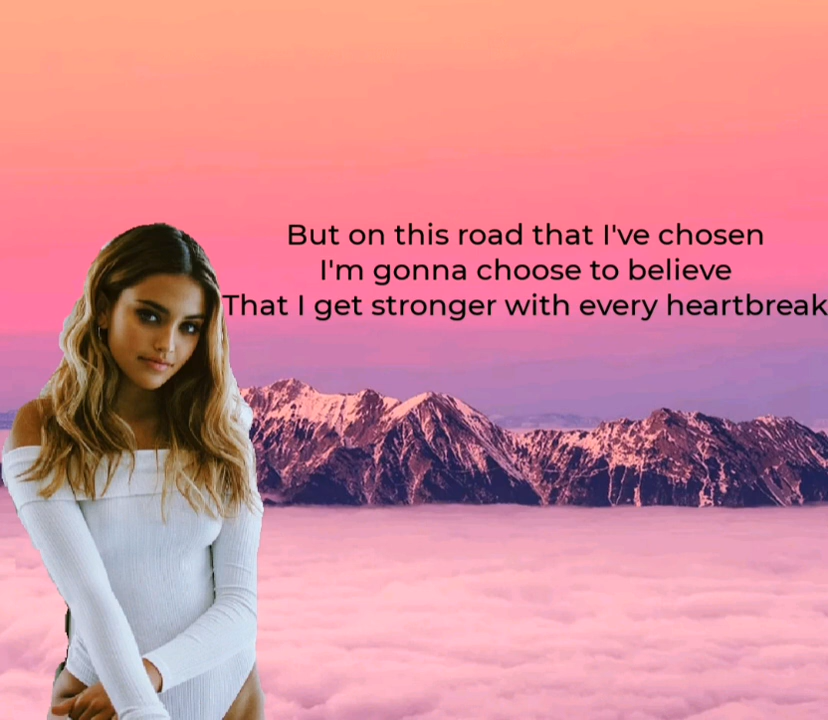 But on this road that I've chosen
I'm gonna choose to believe
That I get stronger with every heartbreak